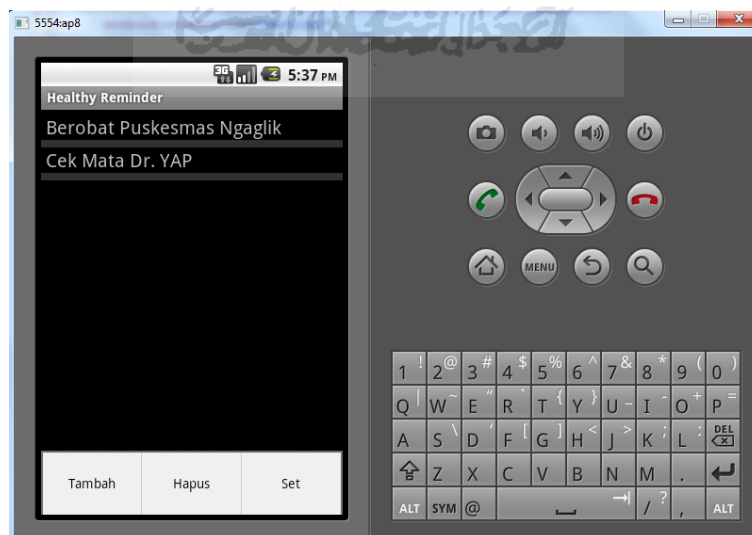 5554:ap8
3G 5:37 PM
Healthy Reminder
Berobat Puskesmas Ngaglik
Cek Mata Dr. YAP
Tambah Hapus Set
MENU
1 ! 2 @ 3 # 4 $ 5 % 6 ^ 7 & 8 * 9 ( 0 )
Q | W ~ E “ R ` T { Y } U - I - O + P =
A S \ D ' F [ G ] H < J > K ; L : DEL
Z X C V B N M .
ALT SYM @ / ? , ALT